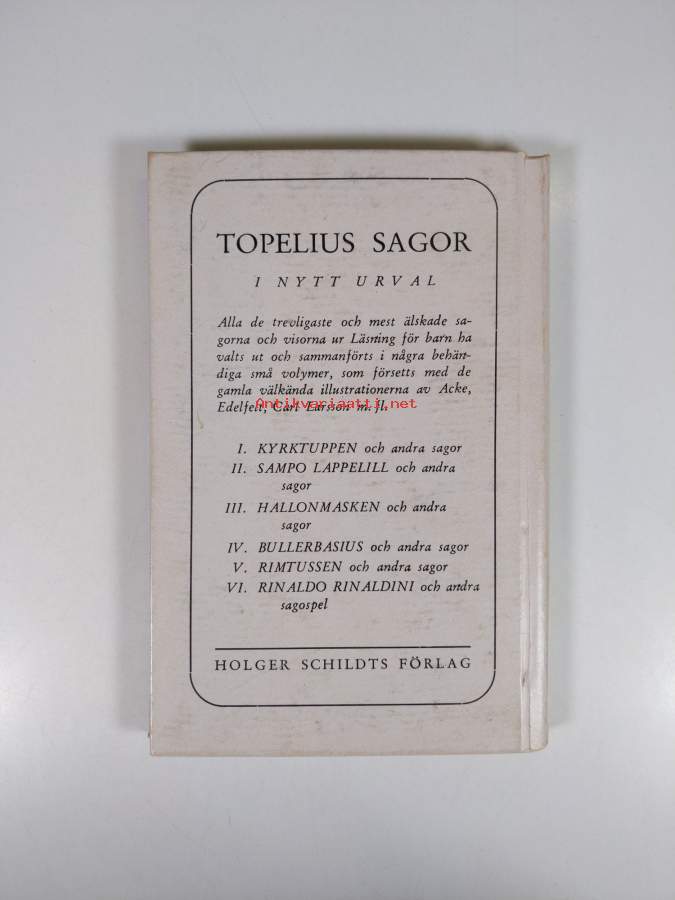 TOPELIUS SAGOR
I NYTT URVAL
Alla de trevligaste och mest älskade sa-
gorna och visorna ur Läsning för barn ha
valts ut och sammanförts i några behän-
diga små volymer, som försetts med de
gamla välkända illustrationerna av Acke,
Edelfelt, Carl Larsson m. fl.
Antikvariaatti.net
I. KYRKTUPPEN och andra sagor
II. SAMPO LAPPELILL och andra
sagor
III. HALLONMASKEN och andra
sagor
IV. BULLERBASIUS och andra sagor
V. RIMTUSSEN och andra sagor
VI. RINALDO RINALDINI och andra
sagospel
HOLGER SCHILDTS FÖRLAG